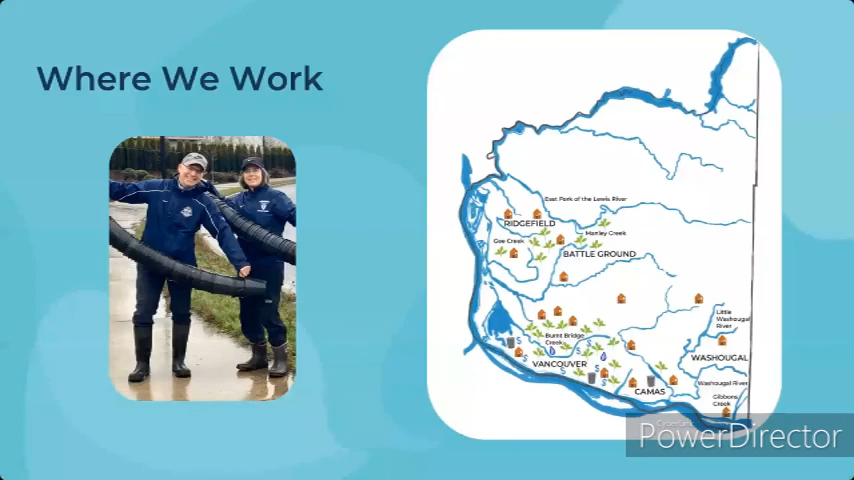 Where We Work
East Fork of the Lewis River
RIDGEFIELD
Manley Creek
Gee Creek
BATTLE GROUND
Little
Washougal
River
Burnt Bridge
Creek
VANCOUVER
WASHOUGAL
Washougal River
CAMAS
Gibbons
Creek
PowerDirector